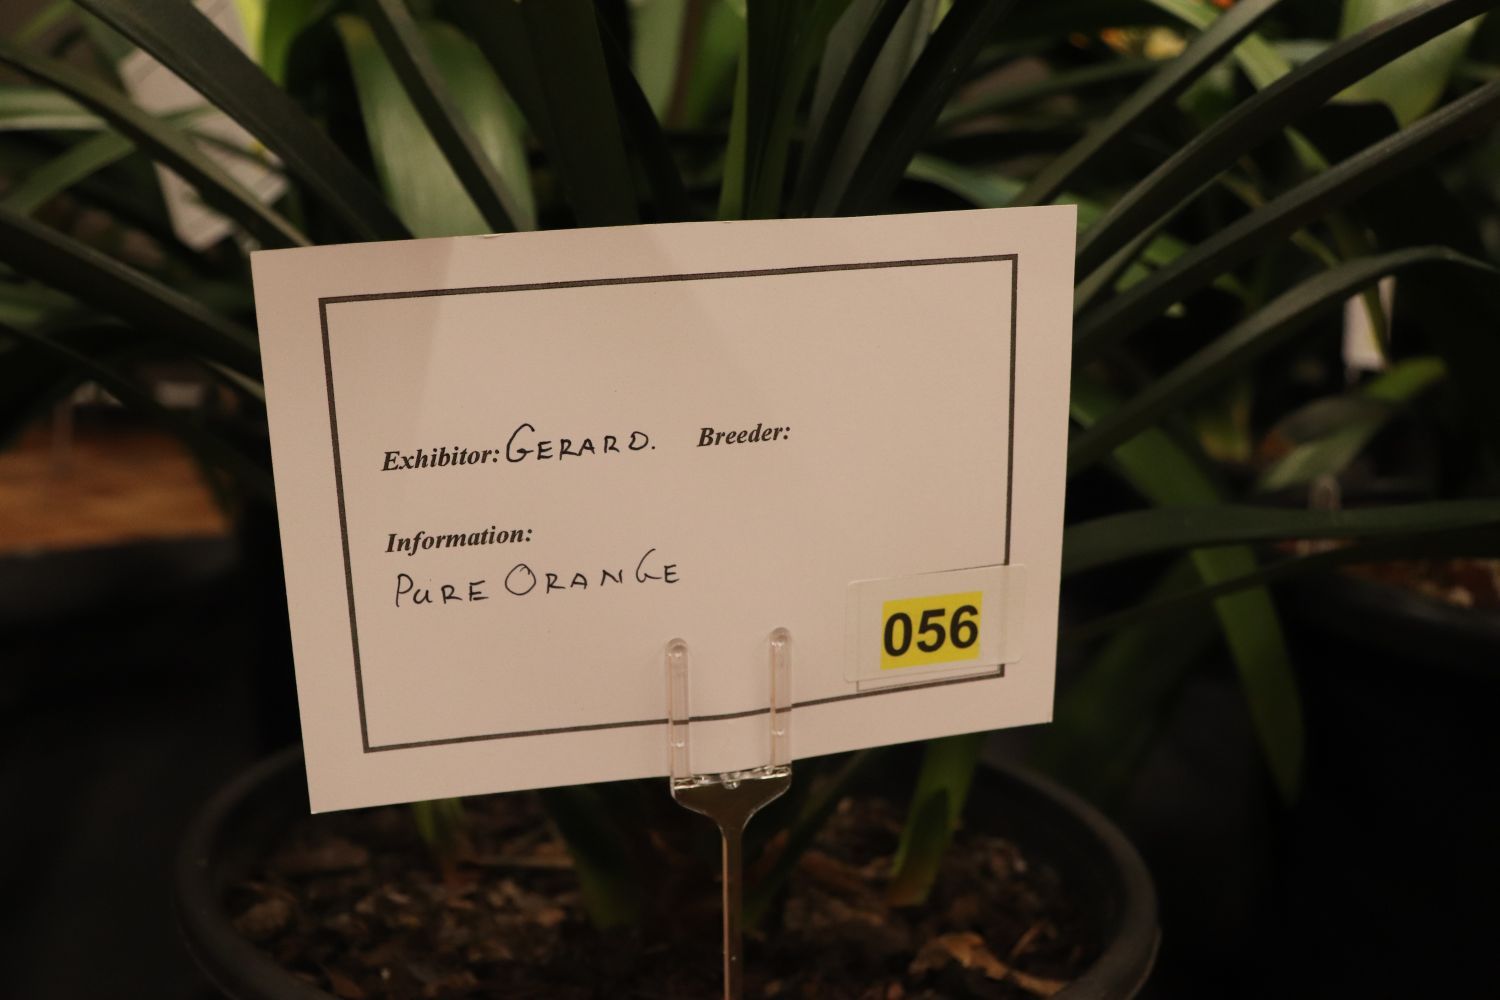 Exhibitor: GERARD. Breeder:
Information:
PURE ORANGE
056